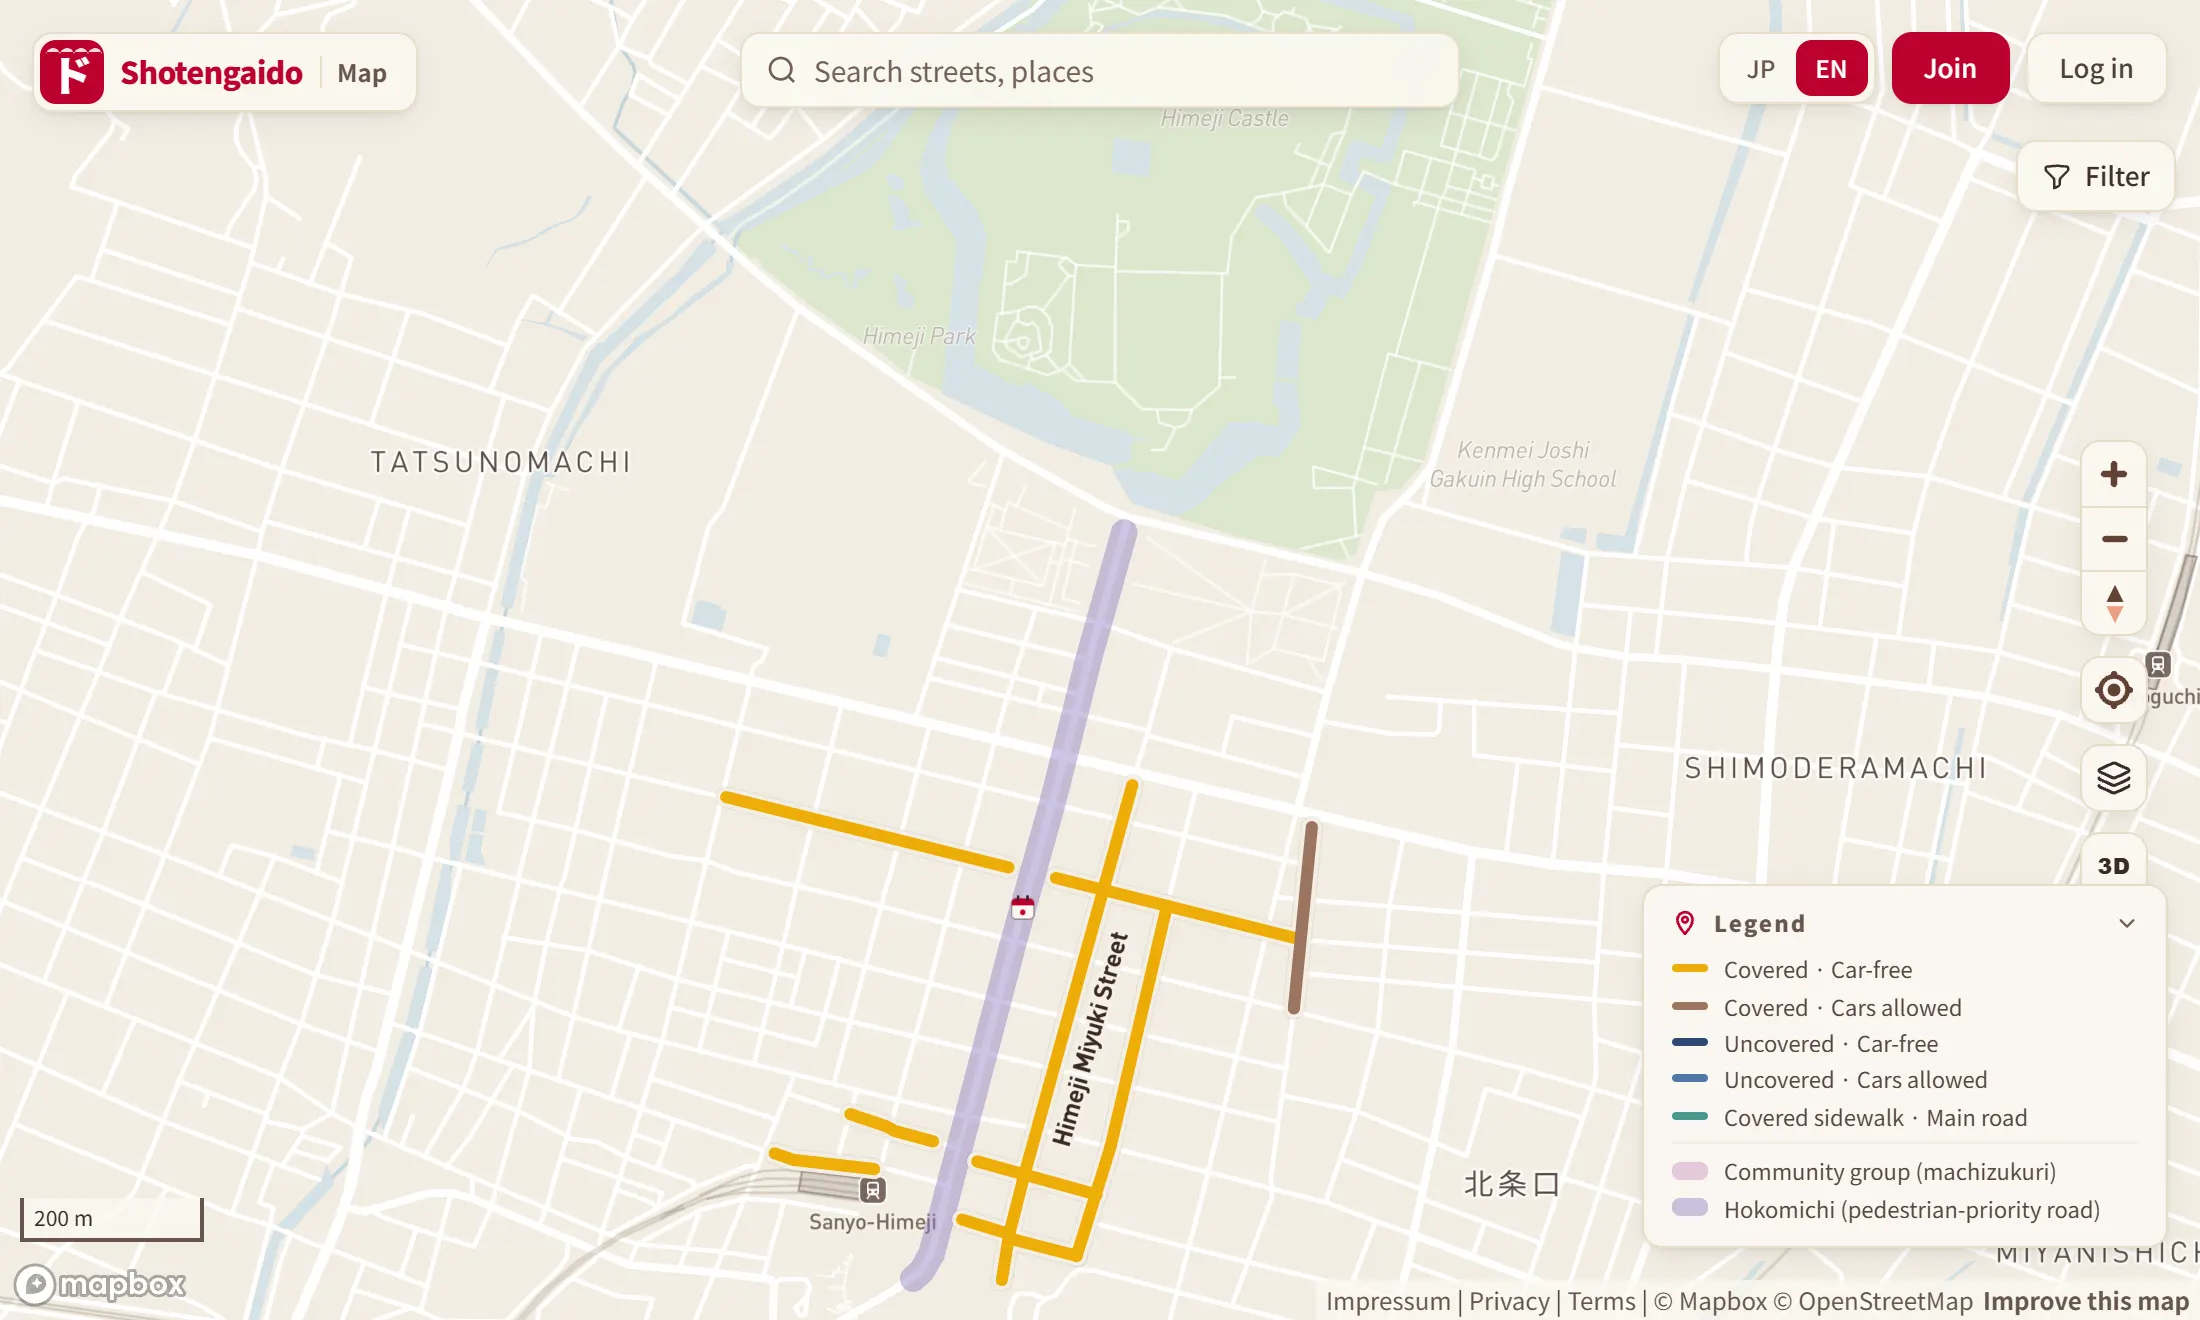 ド Shotengaido Map
Search streets, places
JP EN Join Log in
Himeji Castle
Filter
Himeji Park
Kenmei Joshi
Gakuin High School
TATSUNOMACHI
SHIMODERAMACHI
3D
Himeji Miyuki Street
Legend
Covered · Car-free
Covered · Cars allowed
Uncovered · Car-free
Uncovered · Cars allowed
Covered sidewalk · Main road
Community group (machizukuri)
Hokomichi (pedestrian-priority road)
北条口
Sanyo-Himeji
200 m
mapbox
Impressum | Privacy | Terms | © Mapbox © OpenStreetMap Improve this map